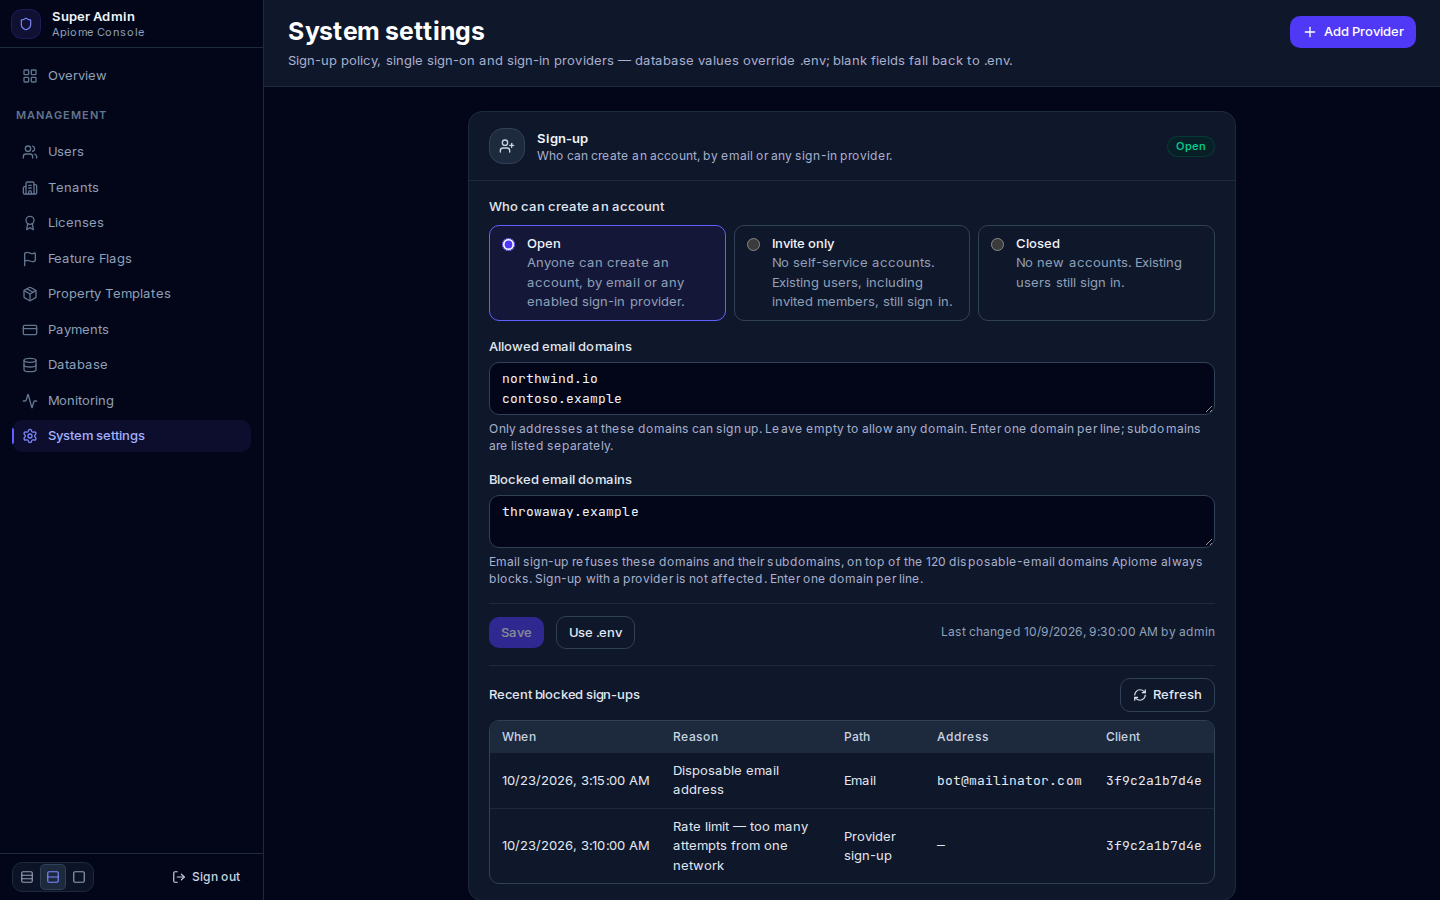 Super Admin
Apiome Console
Overview
MANAGEMENT
Users
Tenants
Licenses
Feature Flags
Property Templates
Payments
Database
Monitoring
System settings
Sign out
System settings
Sign-up policy, single sign-on and sign-in providers — database values override .env; blank fields fall back to .env.
Add Provider
Sign-up
Who can create an account, by email or any sign-in provider.
Open
Who can create an account
Open
Anyone can create an
account, by email or any
enabled sign-in provider.
Invite only
No self-service accounts.
Existing users, including
invited members, still sign in.
Closed
No new accounts. Existing
users still sign in.
Allowed email domains
northwind.io
contoso.example
Only addresses at these domains can sign up. Leave empty to allow any domain. Enter one domain per line; subdomains
are listed separately.
Blocked email domains
throwaway.example
Email sign-up refuses these domains and their subdomains, on top of the 120 disposable-email domains Apiome always
blocks. Sign-up with a provider is not affected. Enter one domain per line.
Save
Use .env
Last changed 10/9/2026, 9:30:00 AM by admin
Recent blocked sign-ups
Refresh
When Reason Path Address Client
10/23/2026, 3:15:00 AM Disposable email Email bot@mailinator.com 3f9c2a1b7d4e
address
10/23/2026, 3:10:00 AM Rate limit — too many Provider — 3f9c2a1b7d4e
attempts from one sign-up
network